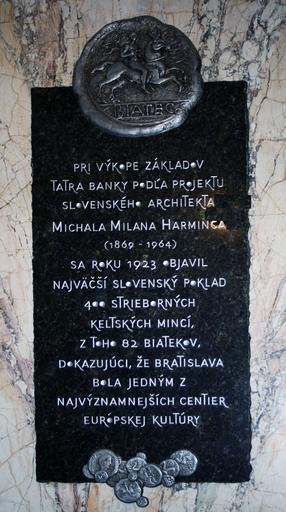 BIATEC
PRI VÝKOPE ZÁKLADOV
TATRA BANKY PODĽA PROJEKTU
SLOVENSKÉHO ARCHITEKTA
MICHALA MILANA HARMINCA
(1869 - 1964)
SA ROKU 1923 OBJAVIL
NAJVÄČŠÍ SLOVENSKÝ POKLAD
400 STRIEBORNÝCH
KELTSKÝCH MINCÍ,
Z TOHO 82 BIATEKOV,
DOKAZUJÚCI, ŽE BRATISLAVA
BOLA JEDNÝM Z
NAJVÝZNAMNEJŠÍCH CENTIER
EURÓPSKEJ KULTÚRY